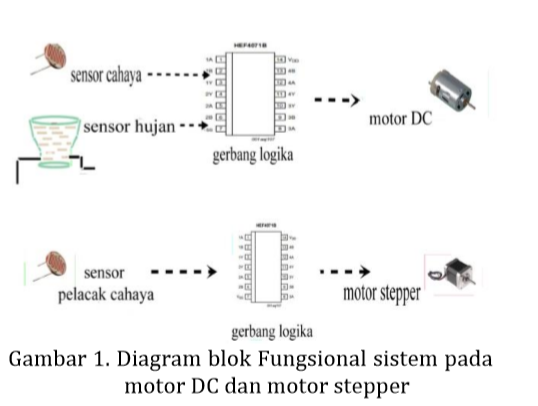 HEF4071B
sensor cahaya
sensor hujan
motor DC
gerbang logika
sensor
pelacak cahaya
motor stepper
gerbang logika
Gambar 1. Diagram blok Fungsional sistem pada
motor DC dan motor stepper